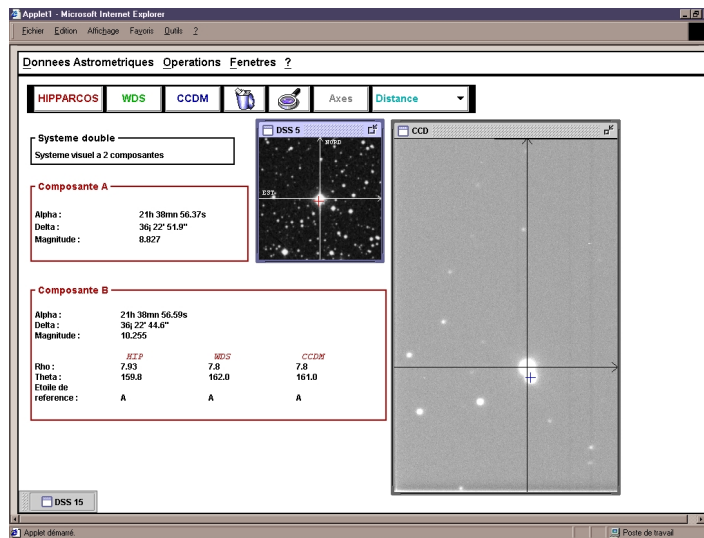 Applet1 - Microsoft Internet Explorer
Fichier Edition Affichage Favoris Outils ?
Donnees Astrometriques Operations Fenetres ?
HIPPARCOS WDS CCDM Axes Distance
DSS 5
CCD
Systeme double
Systeme visuel a 2 composantes
NORD
EST
Composante A
Alpha : 21h 38mn 56.37s
Delta : 36¡ 22' 51.9"
Magnitude : 8.827
Composante B
Alpha : 21h 38mn 56.59s
Delta : 36¡ 22' 44.6"
Magnitude : 10.255
HIP WDS CCDM
Rho : 7.93 7.8 7.8
Theta : 159.8 162.0 161.0
Etoile de
reference : A A A
DSS 15
Applet démarré. Poste de travail